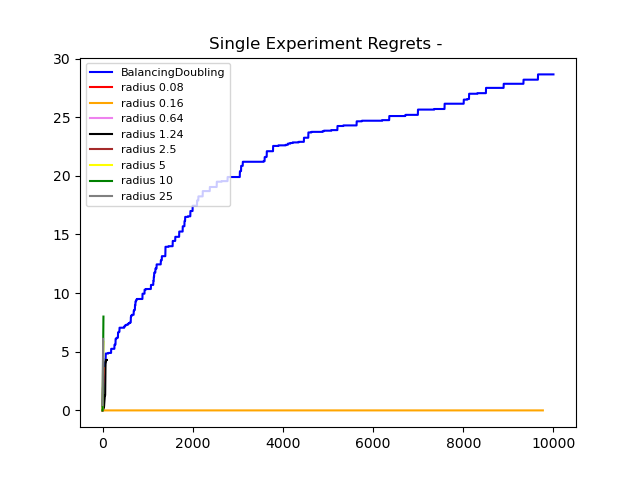 Single Experiment Regrets -
BalancingDoubling
radius 0.08
radius 0.16
radius 0.64
radius 1.24
radius 2.5
radius 5
radius 10
radius 25
30
25
20
15
10
5
0
0 2000 4000 6000 8000 10000